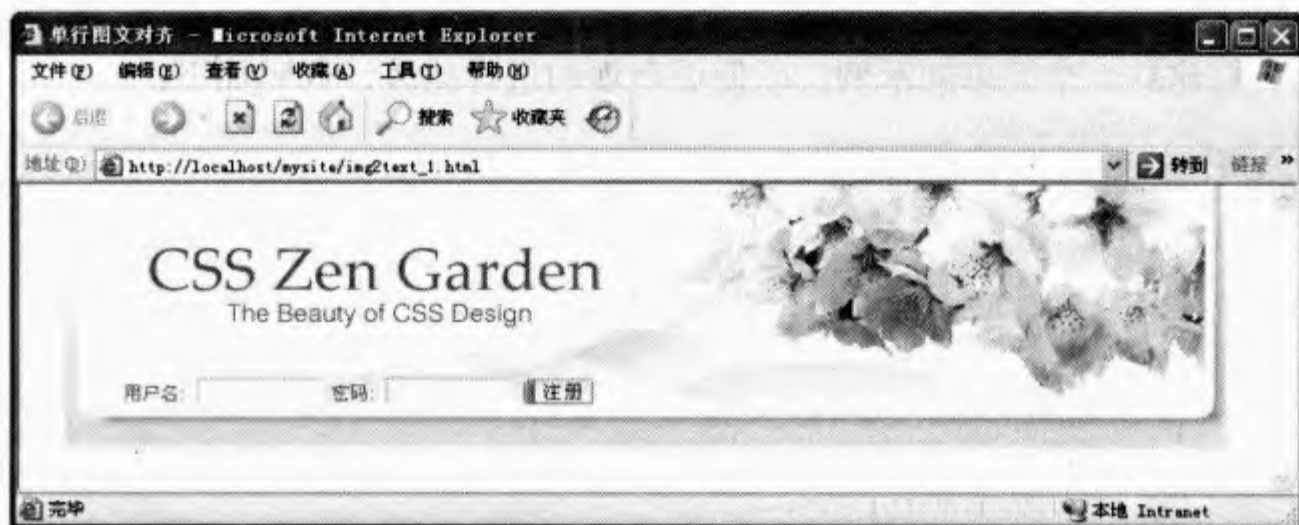 单行图文对齐 - Microsoft Internet Explorer
文件(F) 编辑(E) 查看(V) 收藏(A) 工具(T) 帮助(H)
后退 搜索 收藏夹
地址(D) http://localhost/mysite/img2text_1.html 转到 链接 »
CSS Zen Garden
The Beauty of CSS Design
用户名: 密码: 注册
完毕 本地 Intranet